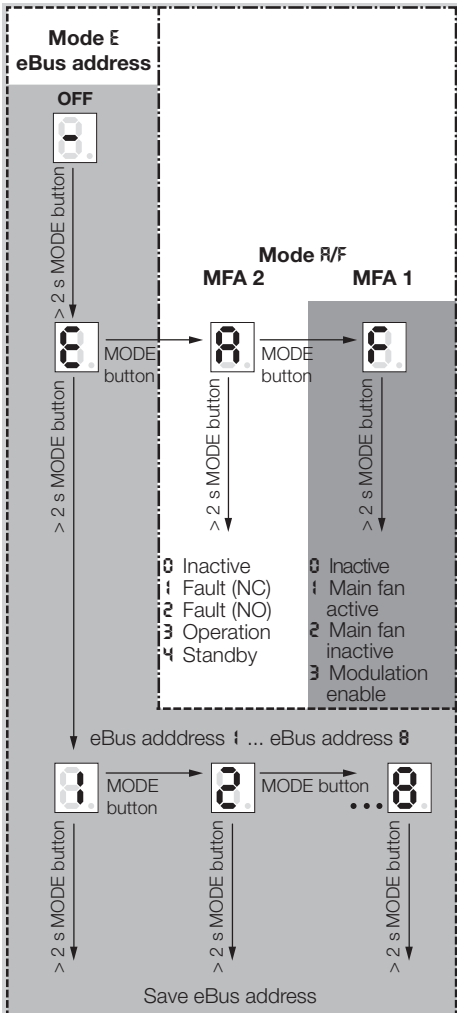 Mode E
eBus address
OFF
-
> 2 s MODE button
Mode A/F
MFA 2
MFA 1
E
MODE
button
A
MODE
button
F
> 2 s MODE button
> 2 s MODE button
> 2 s MODE button
0 Inactive
1 Fault (NC)
2 Fault (NO)
3 Operation
4 Standby
0 Inactive
1 Main fan
active
2 Main fan
inactive
3 Modulation
enable
eBus adddress 1 ... eBus address 8
1
MODE
button
2
MODE button
...
8
> 2 s MODE button
> 2 s MODE button
> 2 s MODE button
Save eBus address